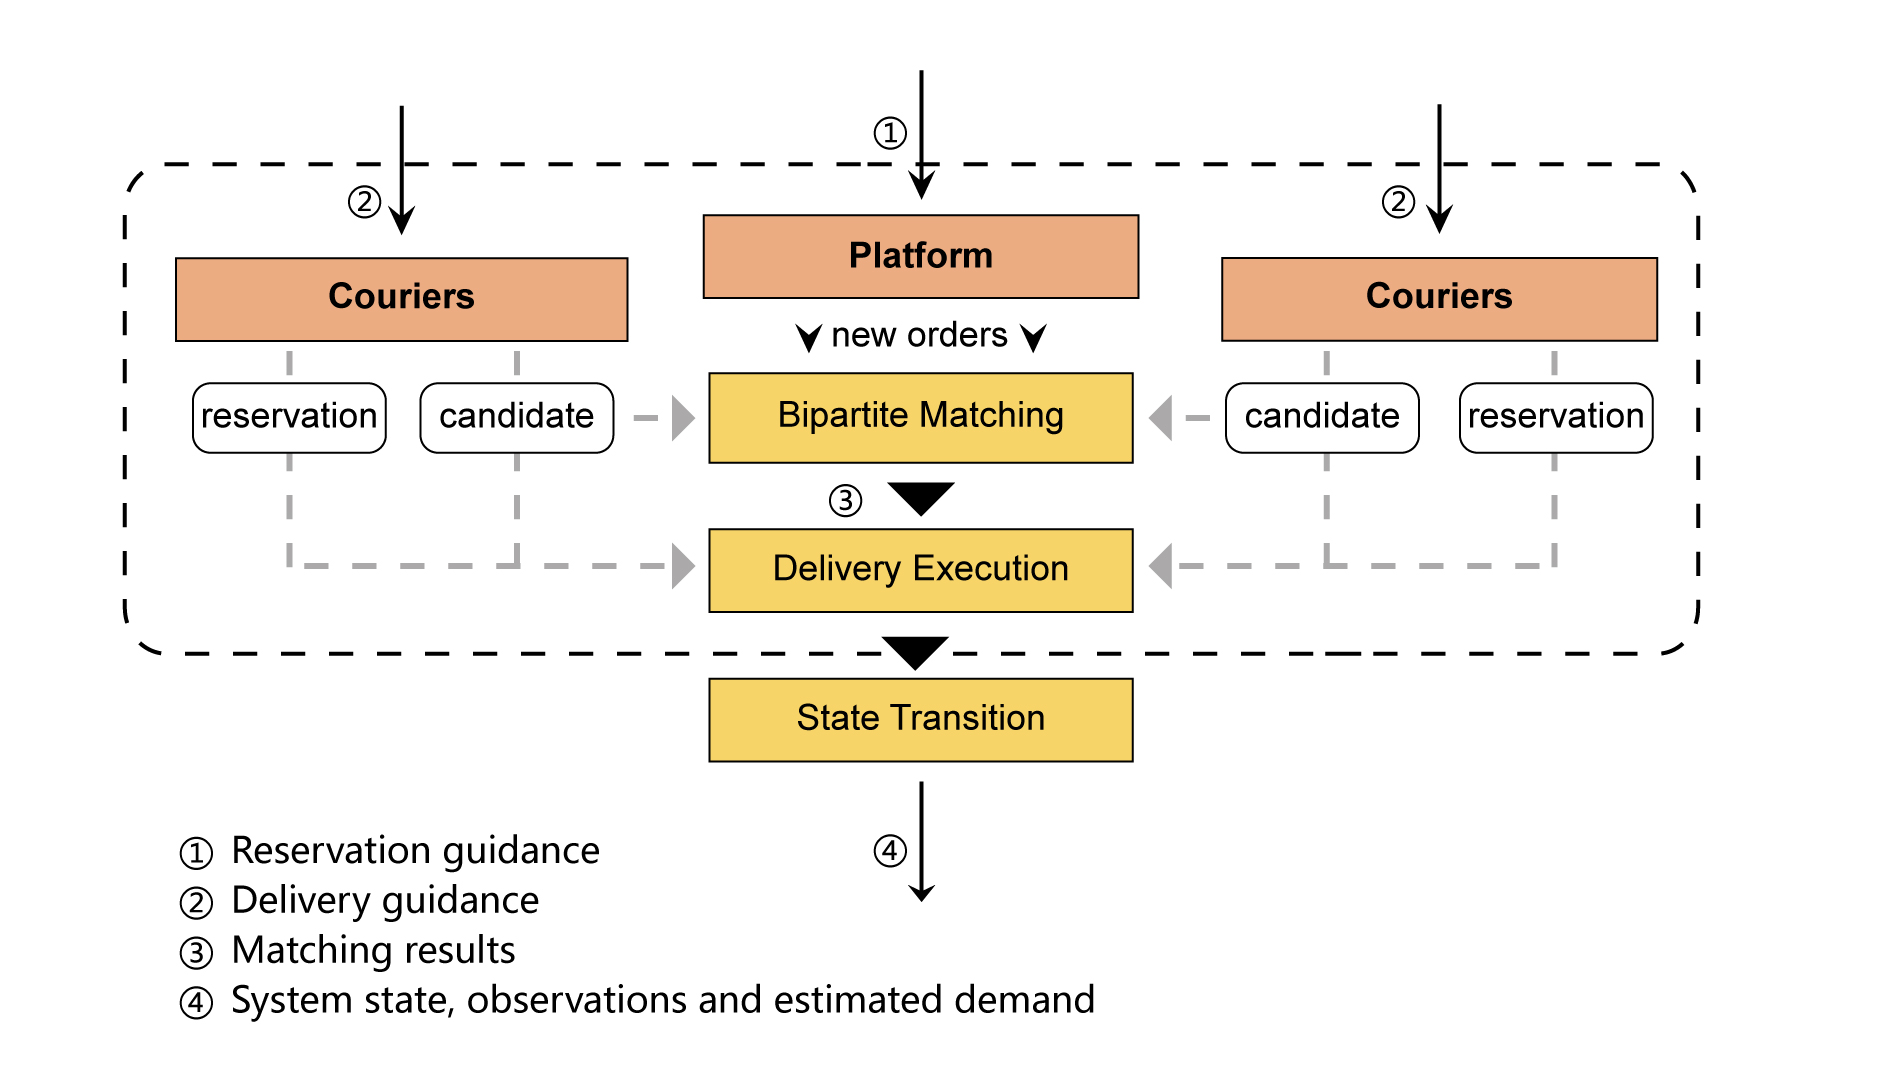 ①
②
②
Platform
Couriers
Couriers
new orders
reservation
candidate
Bipartite Matching
candidate
reservation
③
Delivery Execution
State Transition
④
① Reservation guidance
② Delivery guidance
③ Matching results
④ System state, observations and estimated demand